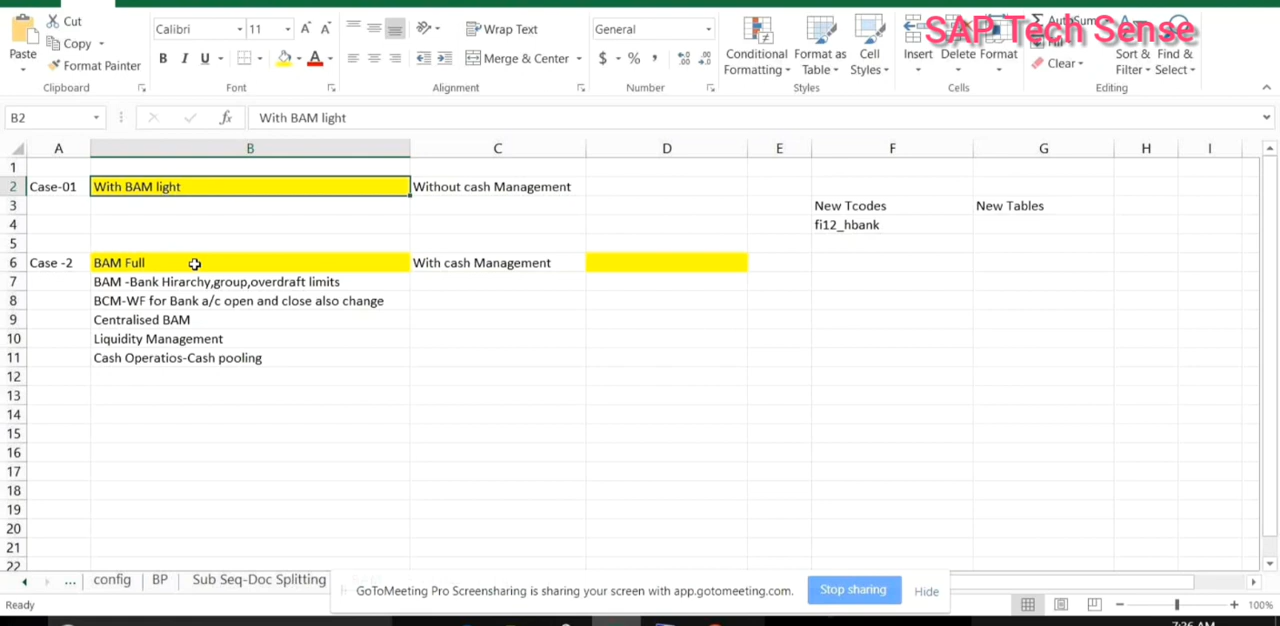 Cut
Copy
Format Painter
Paste
Clipboard
Calibri
11
B I U
Font
Wrap Text
Merge & Center
Alignment
General
$ % ,
Number
Conditional Formatting
Format as Table
Cell Styles
Styles
Insert
Delete
Format
Cells
AutoSum
Fill
Clear
Sort & Filter
Find & Select
Editing
SAP Tech Sense
B2
fx
With BAM light
A B C D E F G H I
1
2 Case-01 With BAM light Without cash Management
3 New Tcodes New Tables
4 fi12_hbank
5
6 Case -2 BAM Full With cash Management
7 BAM -Bank Hirarchy,group,overdraft limits
8 BCM-WF for Bank a/c open and close also change
9 Centralised BAM
10 Liquidity Management
11 Cash Operatios-Cash pooling
12
13
14
15
16
17
18
19
20
21
22
... config BP Sub Seq-Doc Splitting
GoToMeeting Pro Screensharing is sharing your screen with app.gotomeeting.com.
Stop sharing
Hide
Ready
100%